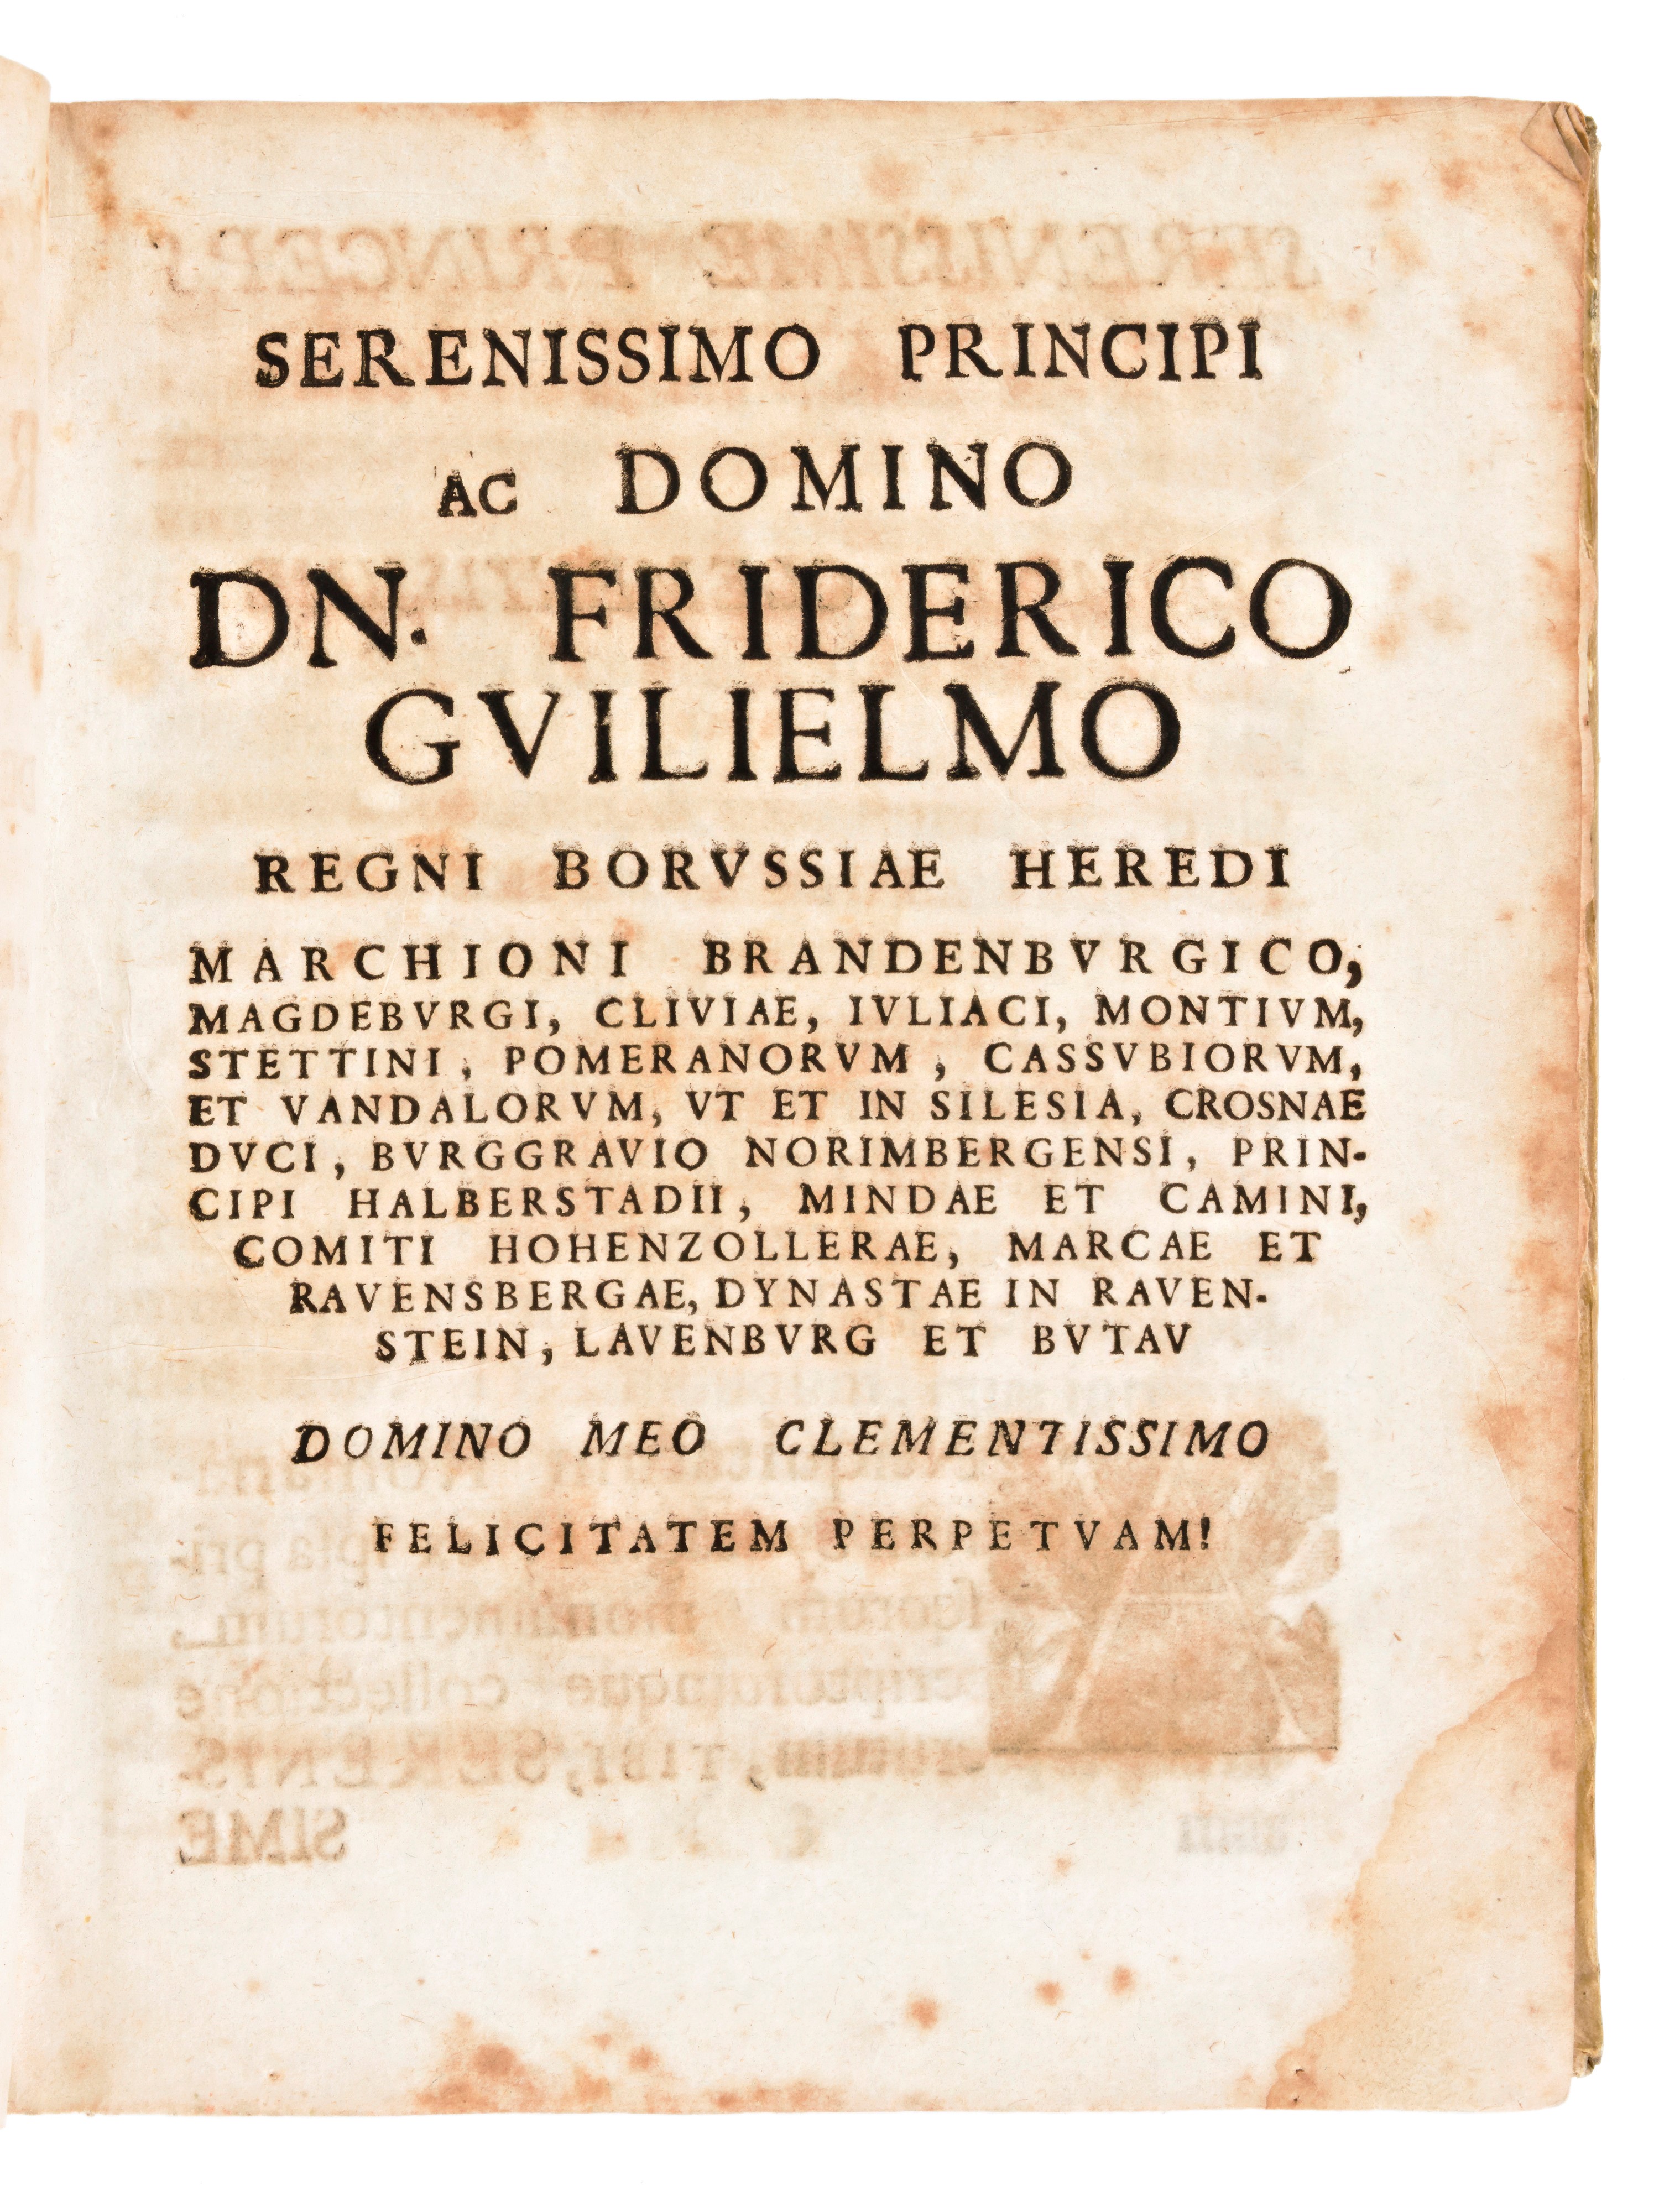 SERENISSIMO PRINCIPI
AC DOMINO
DN. FRIDERICO
GVILIELMO
REGNI BORVSSIAE HEREDI
MARCHIONI BRANDENBVRGICO,
MAGDEBVRGI, CLIVIAE, IVLIACI, MONTIVM,
STETTINI, POMERANORVM, CASSVBIORVM,
ET VANDALORVM, VT ET IN SILESIA, CROSNAE
DVCI, BVRGGRAVIO NORIMBERGENSI, PRIN-
CIPI HALBERSTADII, MINDAE ET CAMINI,
COMITI HOHENZOLLERAE, MARCAE ET
RAVENSBERGAE, DYNASTAE IN RAVEN-
STEIN, LAVENBVRG ET BVTAV
DOMINO MEO CLEMENTISSIMO
FELICITATEM PERPETVAM!